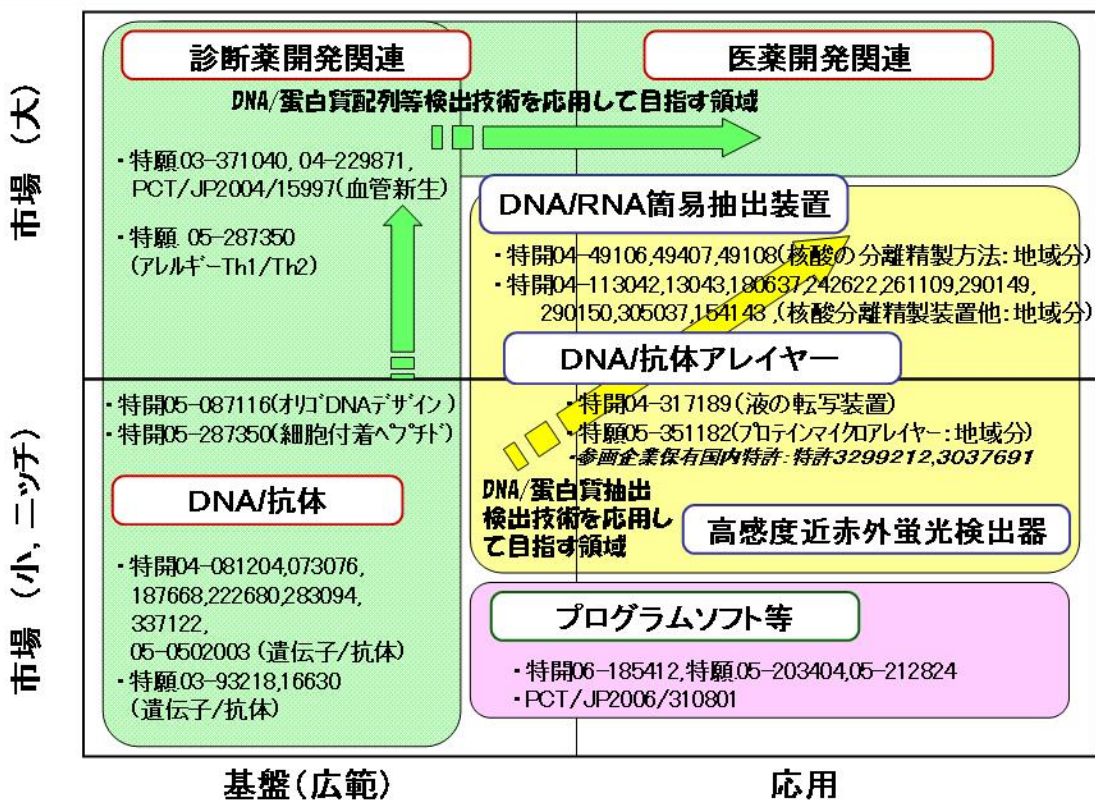 市場（大）
市場（小,ニッチ）
診断薬開発関連
医薬開発関連
DNA/蛋白質配列等検出技術を応用して目指す領域
・特願.03-371040, 04-229871,
PCT/JP2004/15997(血管新生)
・特願. 05-287350
(アレルギーTh1/Th2)
DNA/RNA簡易抽出装置
・特開04-49106,49407,49108(核酸の分離精製方法:地域分)
・特開04-113042,13043,180637,242622,261109,290149,
290150,305037,154143 ,(核酸分離精製装置他:地域分)
DNA/抗体アレイヤー
・特開05-087116(オリゴDNAデザイン )
・特開05-287350(細胞付着ペプチド)
・特開04-317189(液の転写装置)
・特願05-351182(プロテインマイクロアレイヤー:地域分)
・参画企業保有国内特許:特許3299212,3037691
DNA/抗体
DNA/蛋白質抽出
検出技術を応用し
て目指す領域
高感度近赤外蛍光検出器
・特開04-081204,073076,
187668,222680,283094,
337122,
05-0502003 (遺伝子/抗体)
・特願.03-93218,16630
(遺伝子/抗体)
プログラムソフト等
・特開06-185412,特願.05-203404,05-212824
・PCT/JP2006/310801
基盤(広範)
応用